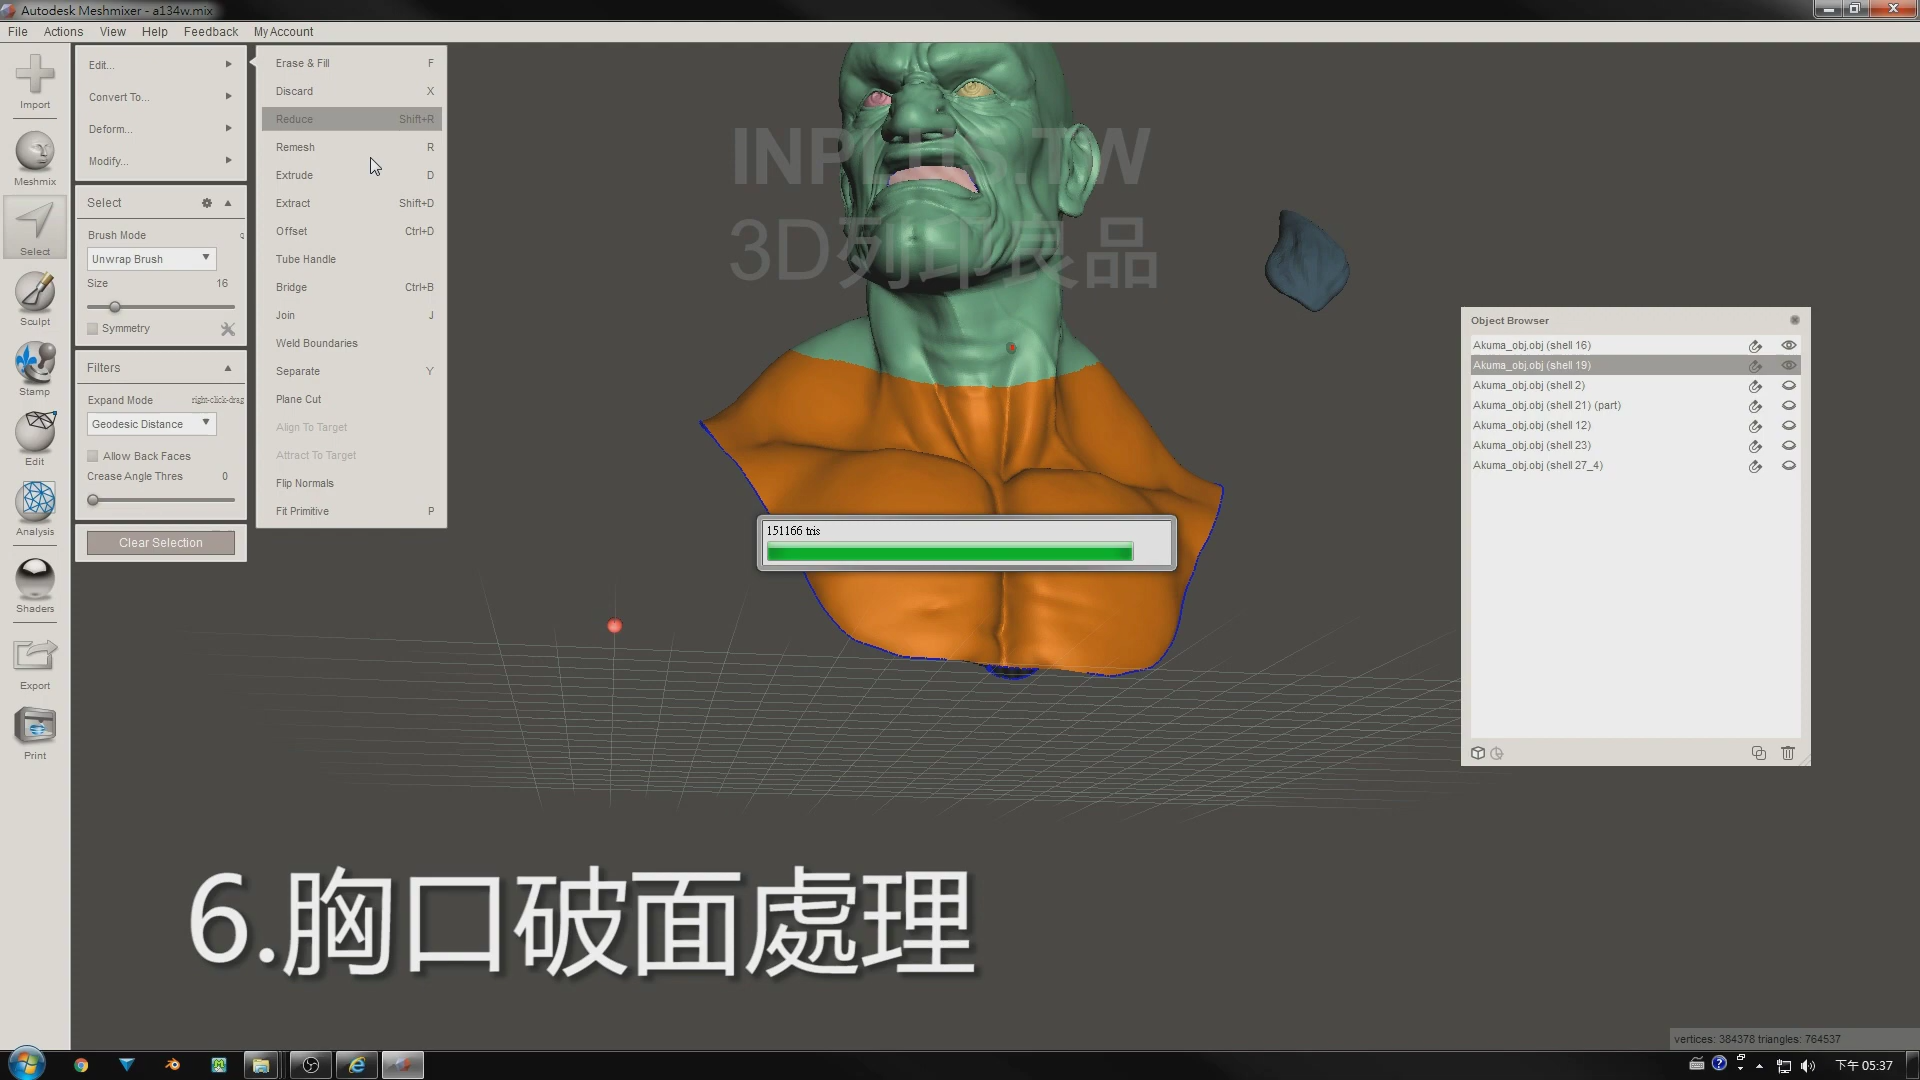 Autodesk Meshmixer - a134w.mix
File Actions View Help Feedback My Account
Import
Meshmix
Select
Sculpt
Stamp
Edit
Analysis
Shaders
Export
Print
Edit...
Convert To...
Deform...
Modify...
Select
Brush Mode
Unwrap Brush
Size 16
Symmetry
Filters
Expand Mode right-click-drag
Geodesic Distance
Allow Back Faces
Crease Angle Thres 0
Clear Selection
Erase & Fill F
Discard X
Reduce Shift+R
Remesh R
Extrude D
Extract Shift+D
Offset Ctrl+D
Tube Handle
Bridge Ctrl+B
Join J
Weld Boundaries
Separate Y
Plane Cut
Align To Target
Attract To Target
Flip Normals
Fit Primitive P
INPLUS.TW
3D列印良品
151166 tris
Object Browser
Akuma_obj.obj (shell 16)
Akuma_obj.obj (shell 19)
Akuma_obj.obj (shell 2)
Akuma_obj.obj (shell 21) (part)
Akuma_obj.obj (shell 12)
Akuma_obj.obj (shell 23)
Akuma_obj.obj (shell 27_4)
6.胸口破面處理
vertices: 384378 triangles: 764537
下午 05:37